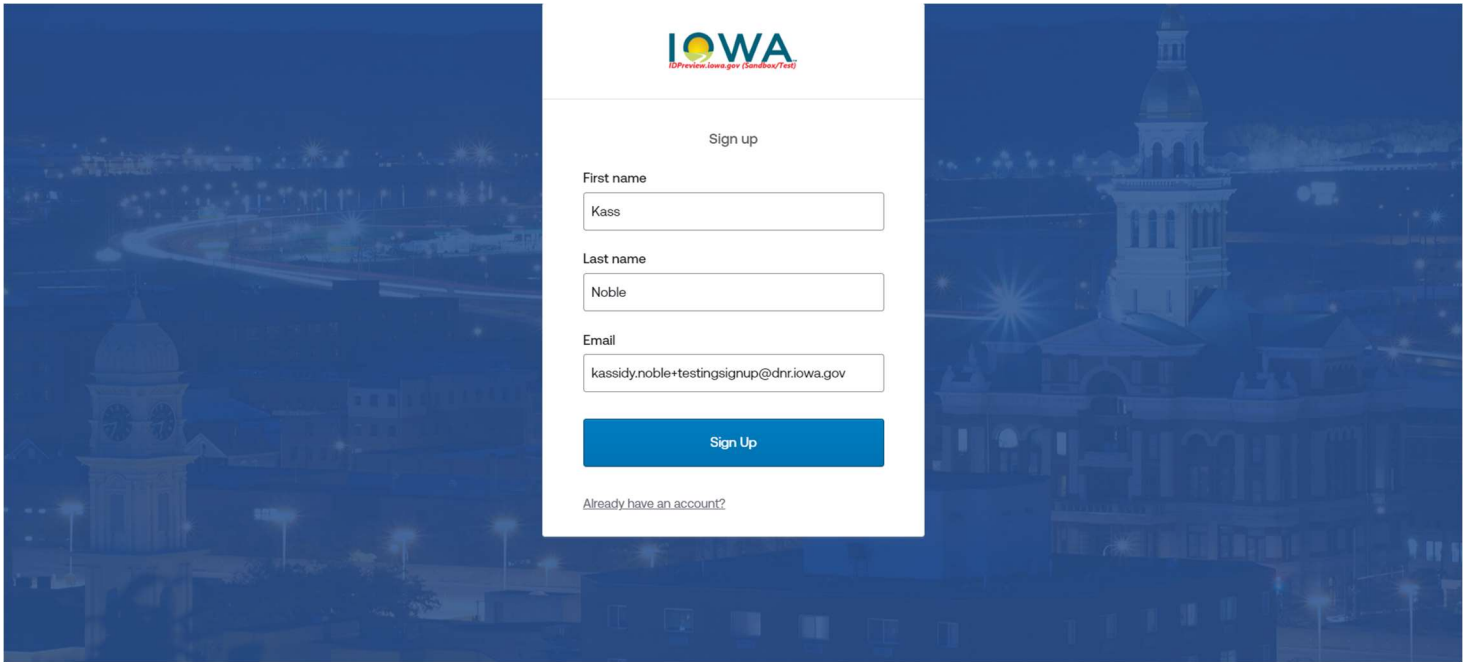 IOWA
IDPreview.iowa.gov (Sandbox/Test)
Sign up
First name
Kass
Last name
Noble
Email
kassidy.noble+testingsignup@dnr.iowa.gov
Sign Up
Already have an account?